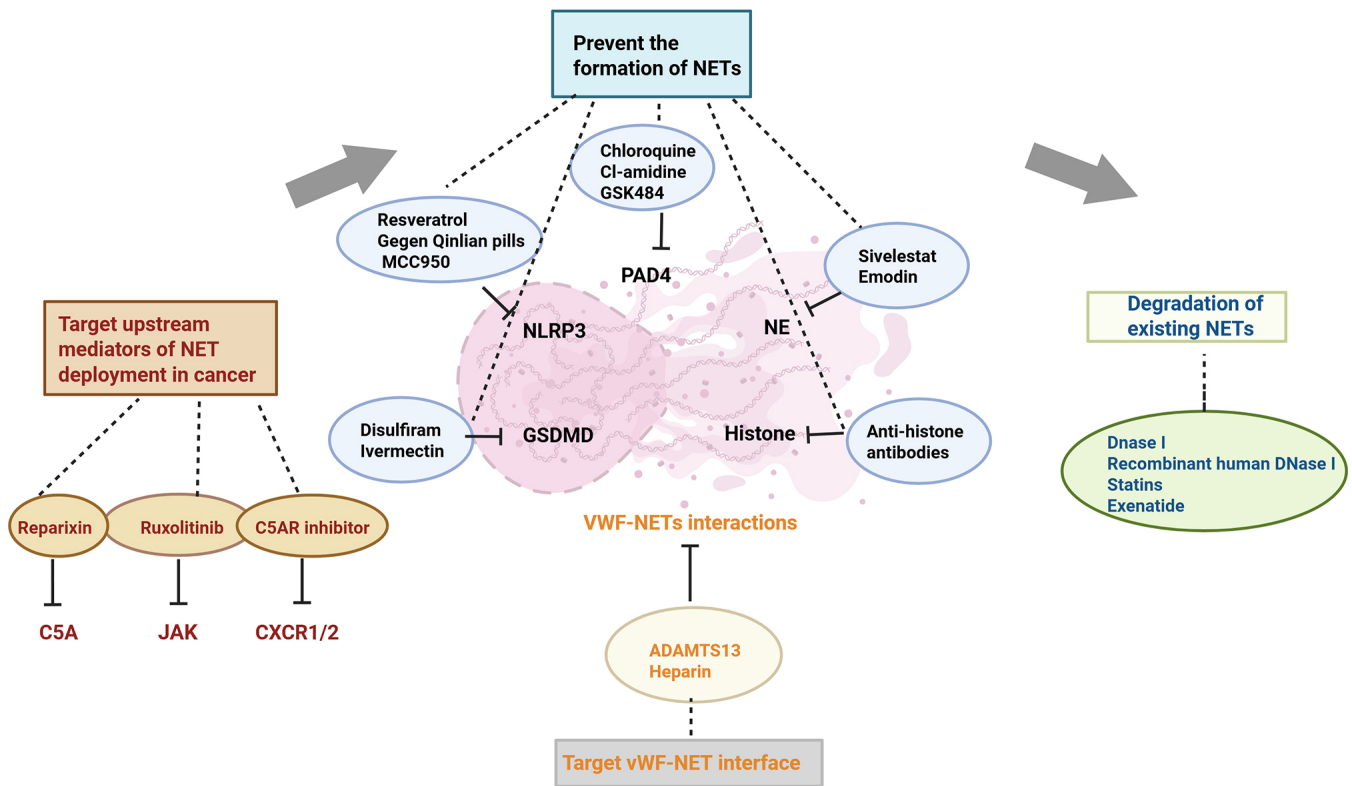 Prevent the
formation of NETs
Chloroquine
Cl-amidine
GSK484
Resveratrol
Gegen Qinlian pills
MCC950
Sivelestat
Emodin
PAD4
NLRP3
NE
Disulfiram
Ivermectin
GSDMD
Histone
Anti-histone
antibodies
Target upstream
mediators of NET
deployment in cancer
Reparixin
Ruxolitinib
C5AR inhibitor
C5A
JAK
CXCR1/2
VWF-NETs interactions
ADAMTS13
Heparin
Target vWF-NET interface
Degradation of
existing NETs
Dnase I
Recombinant human DNase I
Statins
Exenatide